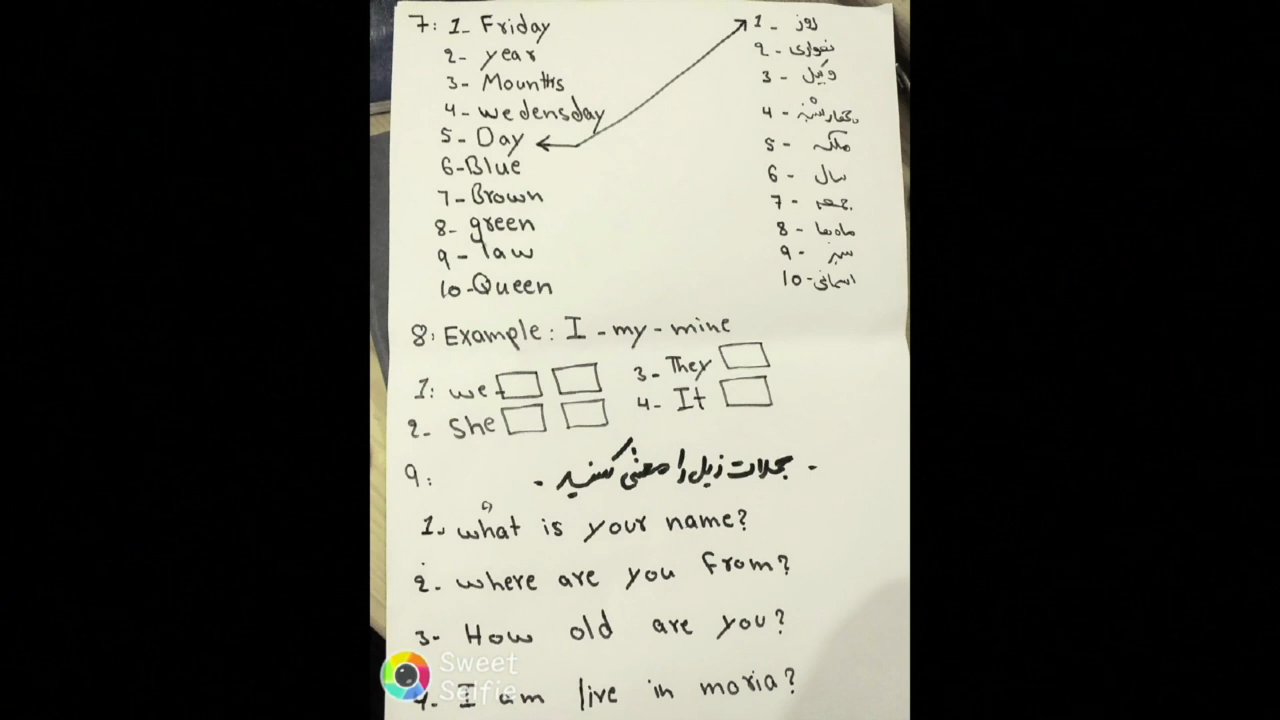 7: 1- Friday
2- year
3- Mounths
4- wedensday
5- Day
6- Blue
7- Brown
8- green
9- law
10- Queen
1- روز
2- نصواری
3- وکیل
4- چهارشنبه
5- ملکه
6- سال
7- جمعه
8- ماه ها
9- سبز
10- اسمانی
8: Example: I - my - mine
1: we -
2- She
3- They
4- It
9: جملات زیل را معنی کنید.
1. what is your name?
2- where are you from?
3- How old are you?
4- I am live in moria?
Sweet
Selfie